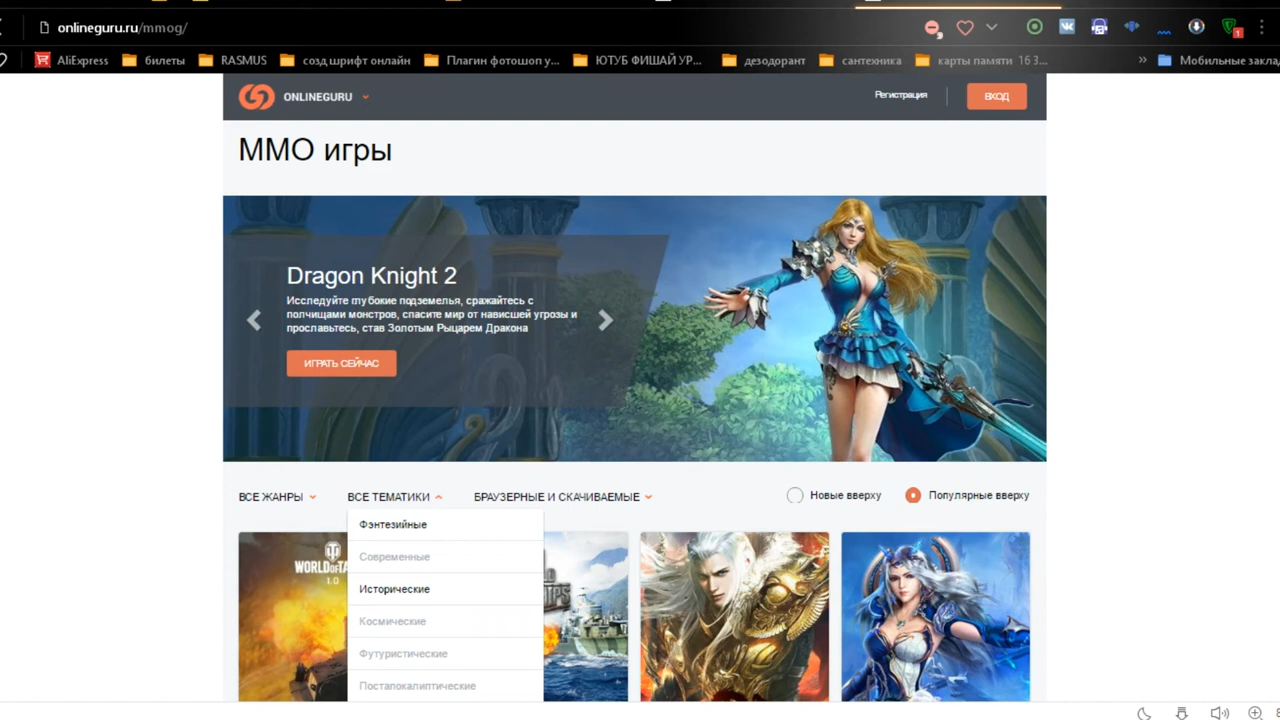 onlineguru.ru/mmog/
AliExpress билеты RASMUS созд шрифт онлайн Плагин фотошоп у... ЮТУБ ФИШАЙ УР... дезодорант сантехника карты памяти 16 3... » Мобильные заклад
ONLINEGURU Регистрация ВХОД
ММО игры
Dragon Knight 2
Исследуйте глубокие подземелья, сражайтесь с
полчищами монстров, спасите мир от нависшей угрозы и
прославьтесь, став Золотым Рыцарем Дракона
ИГРАТЬ СЕЙЧАС
ВСЕ ЖАНРЫ ВСЕ ТЕМАТИКИ БРАУЗЕРНЫЕ И СКАЧИВАЕМЫЕ Новые вверху Популярные вверху
Фэнтезийные
Современные
Исторические
Космические
Футуристические
Постапокалиптические
WORLD OF TA
1.0